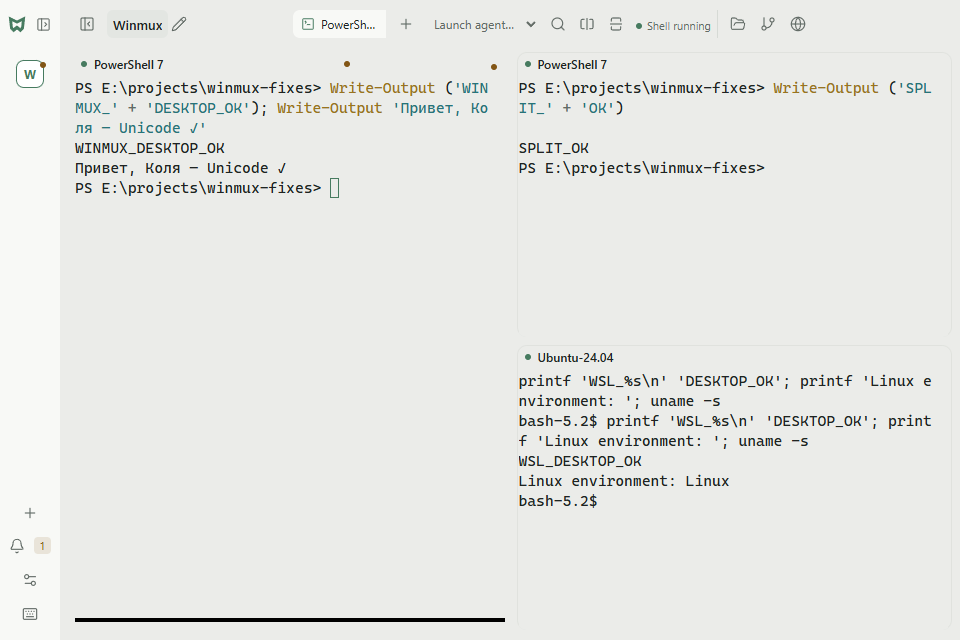 Winmux
PowerSh...
Launch agent...
Shell running
W
PowerShell 7
PS E:\projects\winmux-fixes> Write-Output ('WIN
MUX_' + 'DESKTOP_OK'); Write-Output 'Привет, Ко
ля — Unicode ✓'
WINMUX_DESKTOP_OK
Привет, Коля — Unicode ✓
PS E:\projects\winmux-fixes>
PowerShell 7
PS E:\projects\winmux-fixes> Write-Output ('SPL
IT_' + 'OK')
SPLIT_OK
PS E:\projects\winmux-fixes>
Ubuntu-24.04
printf 'WSL_%s\n' 'DESKTOP_OK'; printf 'Linux e
nvironment: '; uname -s
bash-5.2$ printf 'WSL_%s\n' 'DESKTOP_OK'; print
f 'Linux environment: '; uname -s
WSL_DESKTOP_OK
Linux environment: Linux
bash-5.2$
1